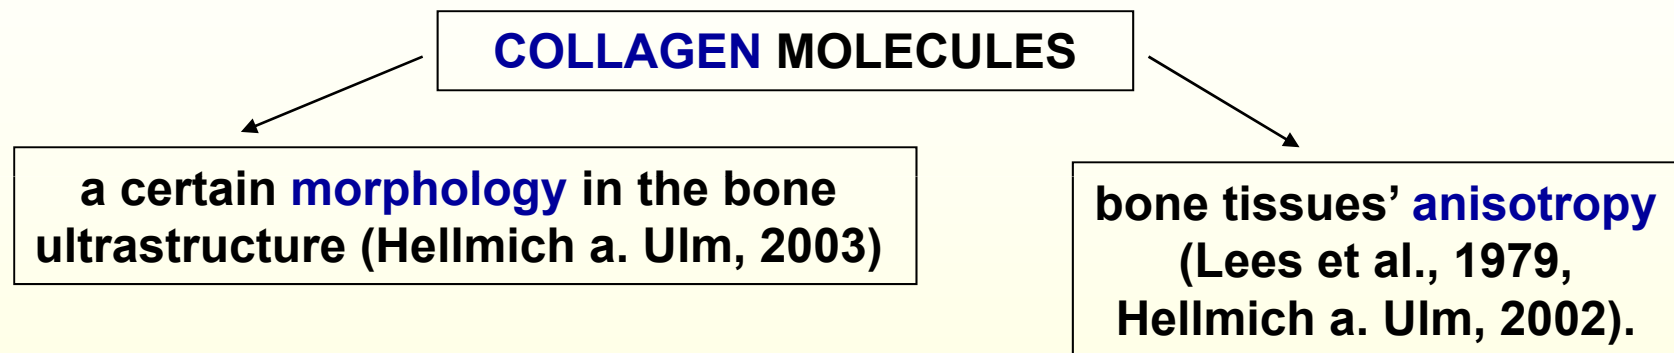 COLLAGEN MOLECULES
a certain morphology in the bone
ultrastructure (Hellmich a. Ulm, 2003)
bone tissues’ anisotropy
(Lees et al., 1979,
Hellmich a. Ulm, 2002).